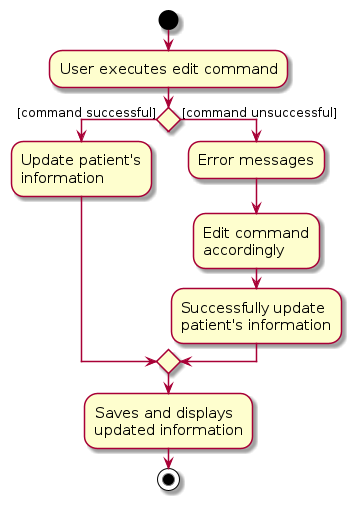 User executes edit command
[command successful]
[command unsuccessful]
Update patient's
information
Error messages
Edit command
accordingly
Successfully update
patient's information
Saves and displays
updated information